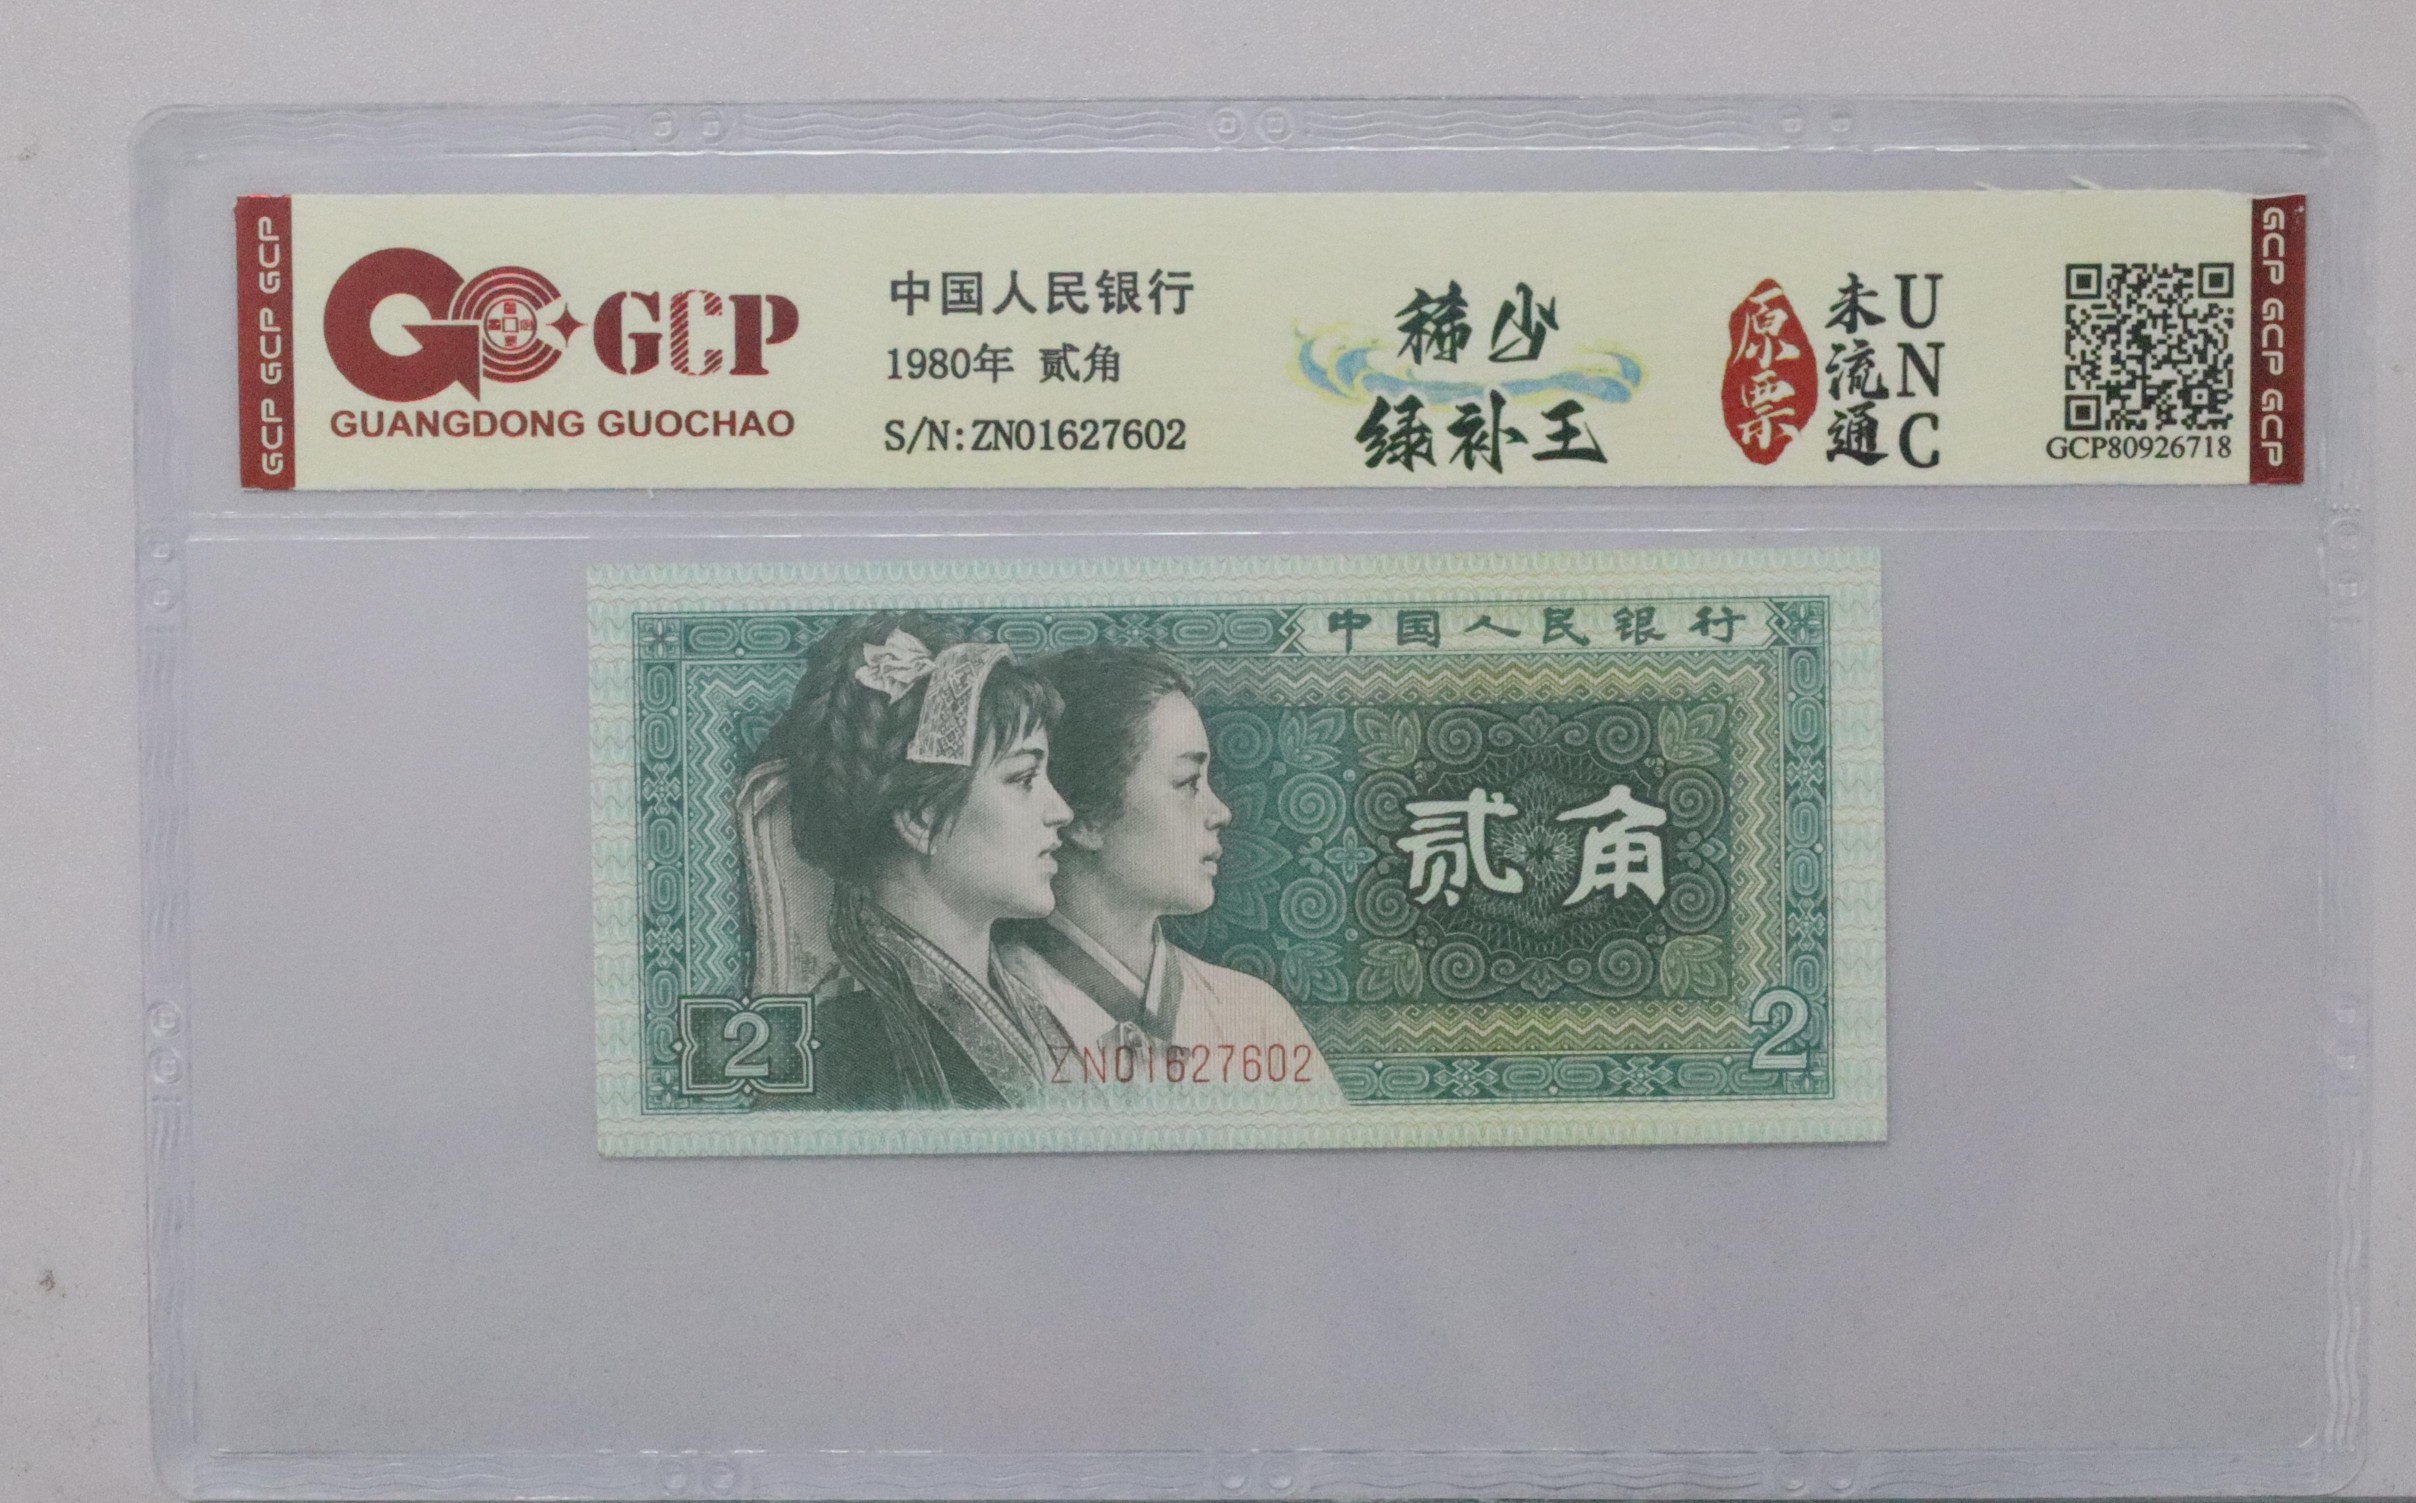 GCP GCP GCP
GCP
GUANGDONG GUOCHAO
中国人民银行
1980年 贰角
S/N:ZN01627602
稀少
绿补王
原票
未流通
UNC
GCP80926718
GCP GCP GCP
中国人民银行
贰角
2
ZN01627602
2